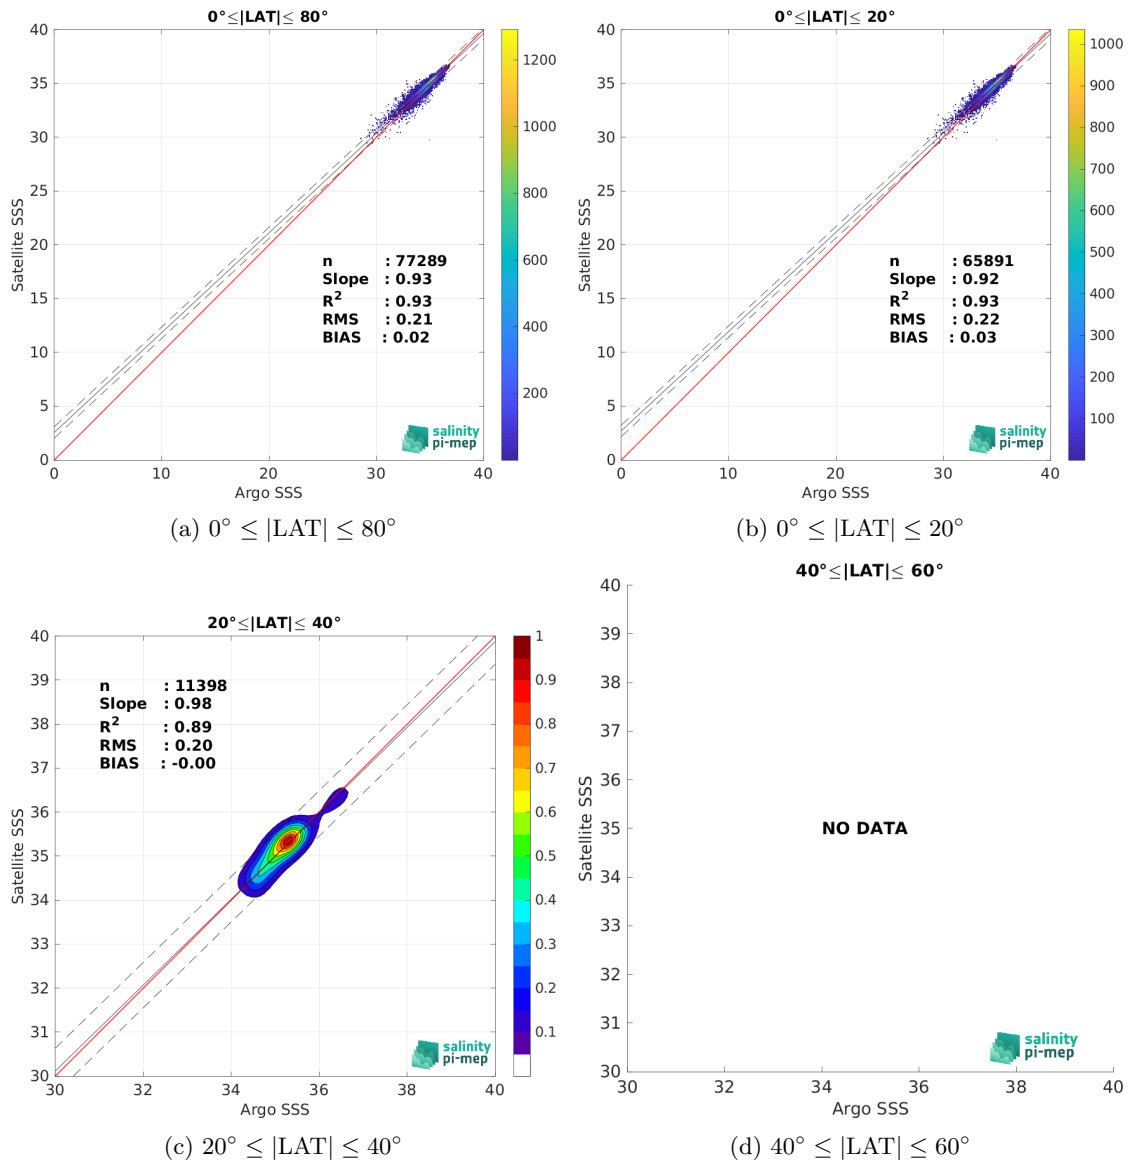 0°≤|LAT|≤ 80°
Satellite SSS
40
35
30
25
20
15
10
5
0
n : 77289
Slope : 0.93
R² : 0.93
RMS : 0.21
BIAS : 0.02
salinity
pi-mep
0 10 20 30 40
Argo SSS
1200
1000
800
600
400
200
(a) 0° ≤ |LAT| ≤ 80°
0°≤|LAT|≤ 20°
Satellite SSS
40
35
30
25
20
15
10
5
0
n : 65891
Slope : 0.92
R² : 0.93
RMS : 0.22
BIAS : 0.03
salinity
pi-mep
0 10 20 30 40
Argo SSS
1000
900
800
700
600
500
400
300
200
100
(b) 0° ≤ |LAT| ≤ 20°
20°≤|LAT|≤ 40°
Satellite SSS
40
39
38
37
36
35
34
33
32
31
30
n : 11398
Slope : 0.98
R² : 0.89
RMS : 0.20
BIAS : -0.00
salinity
pi-mep
30 32 34 36 38 40
Argo SSS
1
0.9
0.8
0.7
0.6
0.5
0.4
0.3
0.2
0.1
(c) 20° ≤ |LAT| ≤ 40°
40°≤|LAT|≤ 60°
Satellite SSS
40
39
38
37
36
35
34
33
32
31
30
NO DATA
salinity
pi-mep
30 32 34 36 38 40
Argo SSS
(d) 40° ≤ |LAT| ≤ 60°